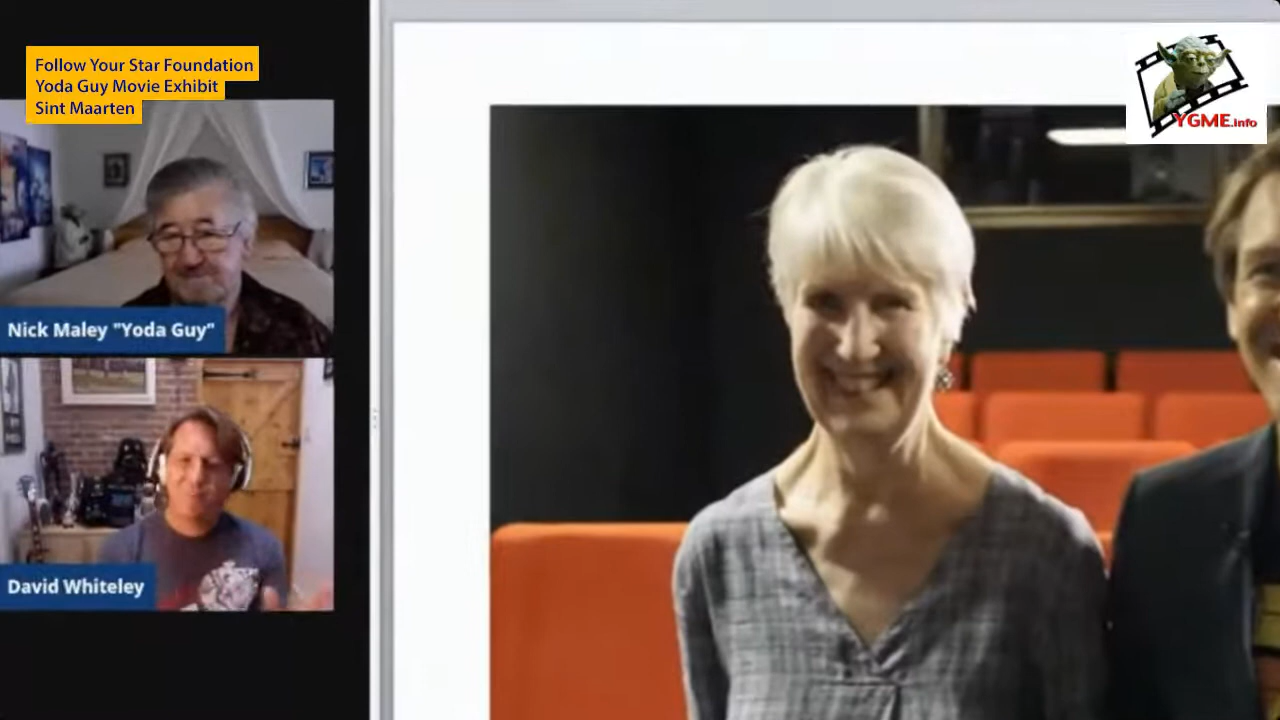 Follow Your Star Foundation
Yoda Guy Movie Exhibit
Sint Maarten
YGME.info
Nick Maley "Yoda Guy"
David Whiteley